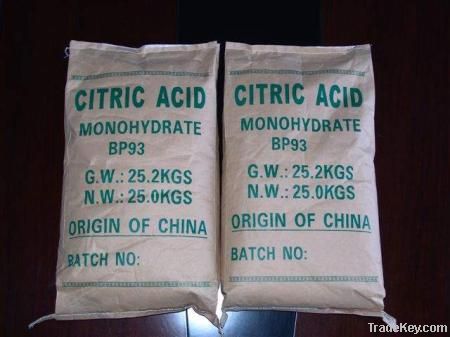 CITRIC ACID
MONOHYDRATE
BP93
G.W.: 25.2KGS
N.W.: 25.0KGS
ORIGIN OF CHINA
BATCH NO:
CITRIC ACID
MONOHYDRATE
BP93
G.W.: 25.2KGS
N.W.: 25.0KGS
ORIGIN OF CHINA
BATCH NO:
TradeKey.com